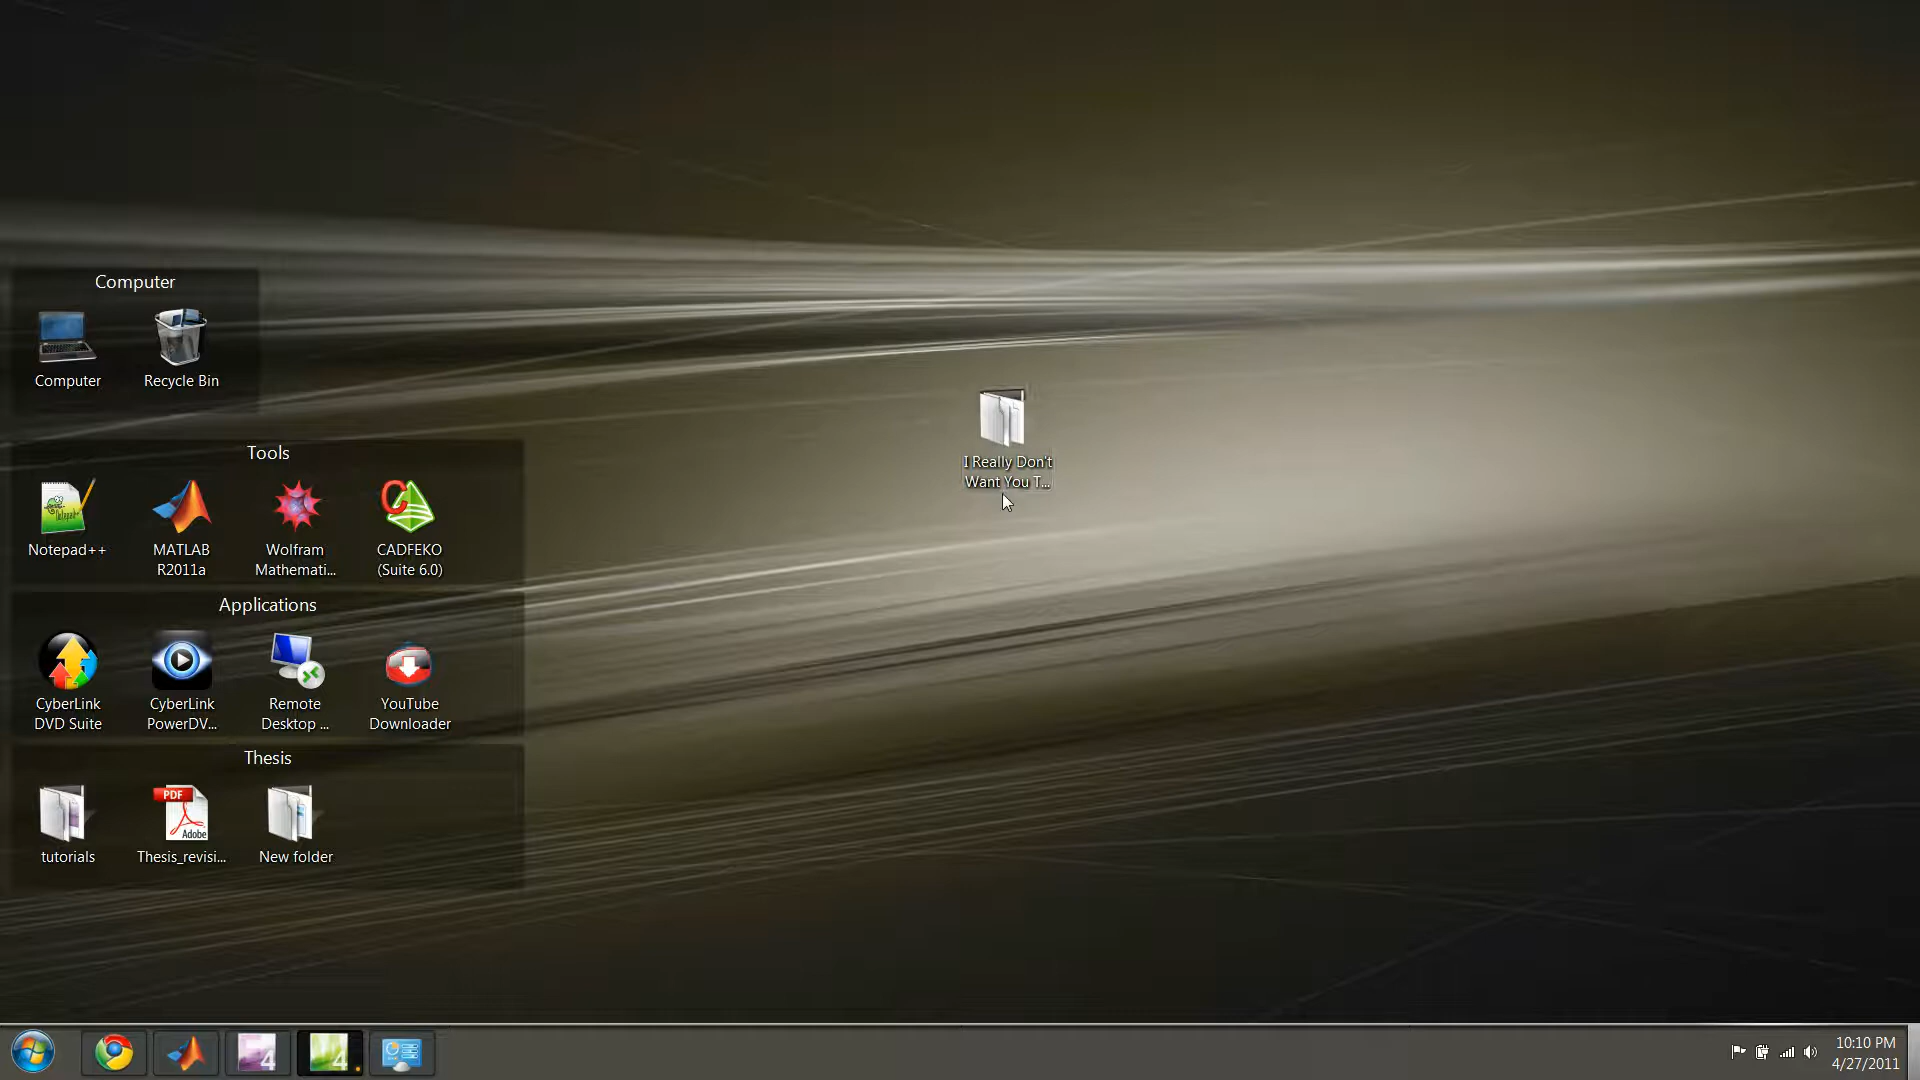 Computer
Computer
Recycle Bin
I Really Don't
Want You T...
Tools
Notepad++
MATLAB
R2011a
Wolfram
Mathemati...
CADFEKO
(Suite 6.0)
Applications
CyberLink
DVD Suite
CyberLink
PowerDV...
Remote
Desktop ...
YouTube
Downloader
Thesis
tutorials
PDF
Adobe
Thesis_revisi...
New folder
4
4
10:10 PM
4/27/2011